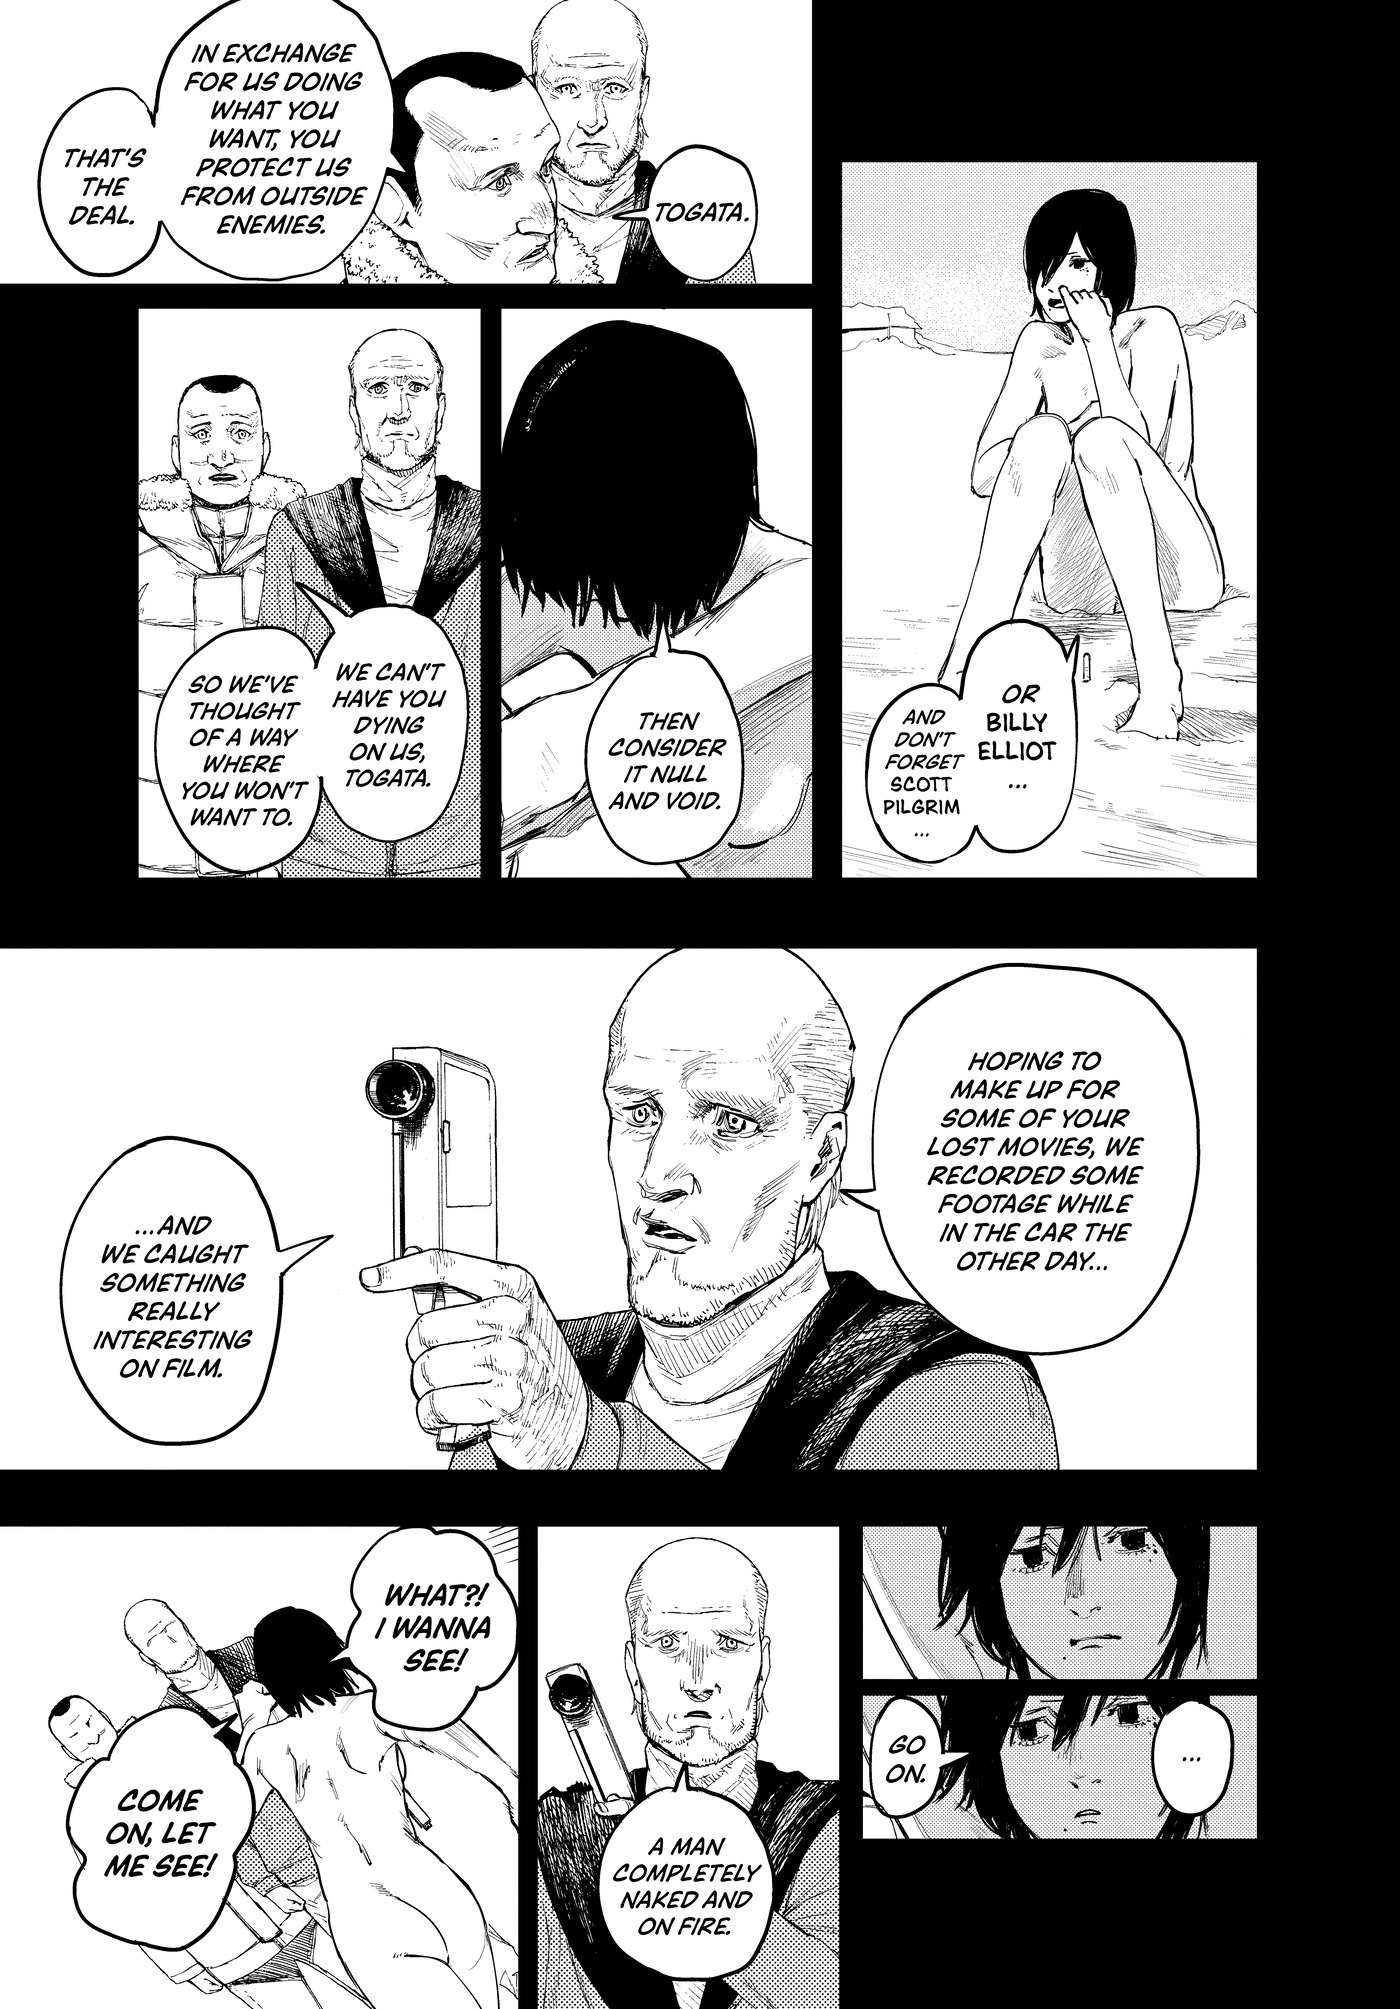 OR
BILLY
ELLIOT
...
AND
DON'T
FORGET
SCOTT
PILGRIM
...
TOGATA.
IN EXCHANGE
FOR US DOING
WHAT YOU
WANT, YOU
PROTECT US
FROM OUTSIDE
ENEMIES.
THAT'S
THE
DEAL.
THEN
CONSIDER
IT NULL
AND VOID.
WE CAN'T
HAVE YOU
DYING
ON US,
TOGATA.
SO WE'VE
THOUGHT
OF A WAY
WHERE
YOU WON'T
WANT TO.
HOPING TO
MAKE UP FOR
SOME OF YOUR
LOST MOVIES, WE
RECORDED SOME
FOOTAGE WHILE
IN THE CAR THE
OTHER DAY...
...AND
WE CAUGHT
SOMETHING
REALLY
INTERESTING
ON FILM.
...
GO
ON.
A MAN
COMPLETELY
NAKED AND
ON FIRE.
WHAT?!
I WANNA
SEE!
COME
ON, LET
ME SEE!